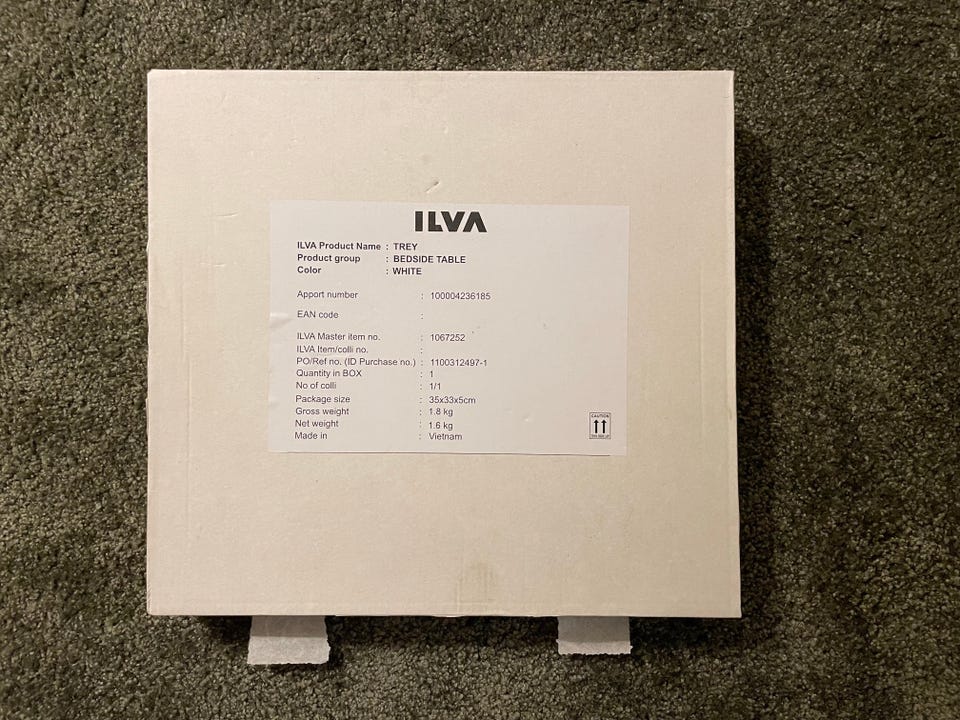 ILVA
ILVA Product Name : TREY
Product group : BEDSIDE TABLE
Color : WHITE
Apport number : 100004236185
EAN code :
ILVA Master item no. : 1067252
ILVA Item/colli no. :
PO/Ref no. (ID Purchase no.) : 1100312497-1
Quantity in BOX : 1
No of colli : 1/1
Package size : 35x33x5cm
Gross weight : 1.8 kg
Net weight : 1.6 kg
Made in : Vietnam
CAUTION
THIS SIDE UP